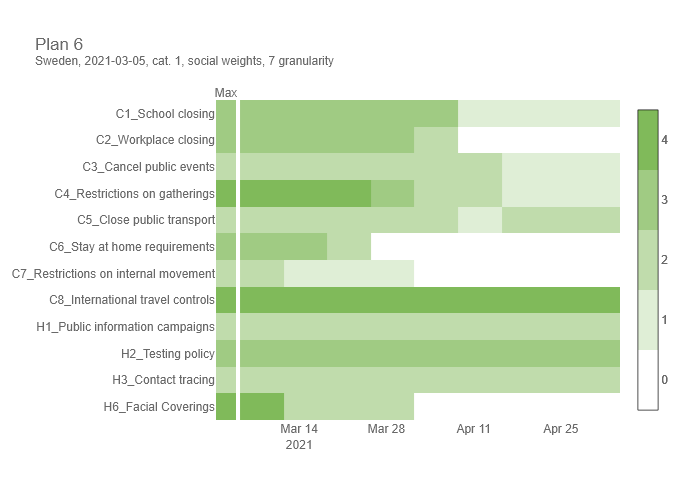 Plan 6
Sweden, 2021-03-05, cat. 1, social weights, 7 granularity
Max
C1_School closing
C2_Workplace closing
C3_Cancel public events
C4_Restrictions on gatherings
C5_Close public transport
C6_Stay at home requirements
C7_Restrictions on internal movement
C8_International travel controls
H1_Public information campaigns
H2_Testing policy
H3_Contact tracing
H6_Facial Coverings
Mar 14 Mar 28 Apr 11 Apr 25
2021
4
3
2
1
0